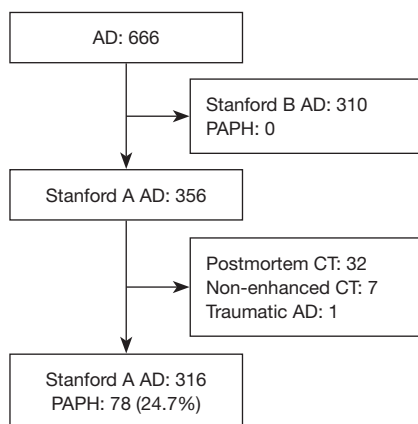 AD: 666
Stanford B AD: 310
PAPH: 0
Stanford A AD: 356
Postmortem CT: 32
Non-enhanced CT: 7
Traumatic AD: 1
Stanford A AD: 316
PAPH: 78 (24.7%)